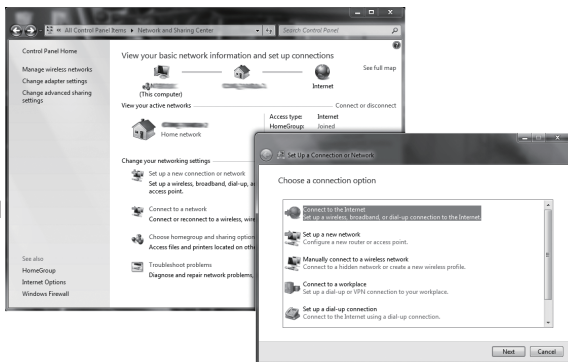 « All Control Panel Items ▸ Network and Sharing Center
Search Control Panel
Control Panel Home
Manage wireless networks
Change adapter settings
Change advanced sharing
settings
See also
HomeGroup
Internet Options
Windows Firewall
View your basic network information and set up connections
See full map
(This computer)
Internet
View your active networks
Connect or disconnect
Home network
Access type: Internet
HomeGroup: Joined
Change your networking settings
Set up a new connection or network
Set up a wireless, broadband, dial-up,
access point.
Connect to a network
Connect or reconnect to a wireless,
Choose homegroup and sharing
Access files and printers located on
Troubleshoot problems
Diagnose and repair network problems,
Set Up a Connection or Network
Choose a connection option
Connect to the Internet
Set up a wireless, broadband, or dial-up connection to the Internet.
Set up a new network
Configure a new router or access point.
Manually connect to a wireless network
Connect to a hidden network or create a new wireless profile.
Connect to a workplace
Set up a dial-up or VPN connection to your workplace.
Set up a dial-up connection
Connect to the Internet using a dial-up connection.
Next
Cancel